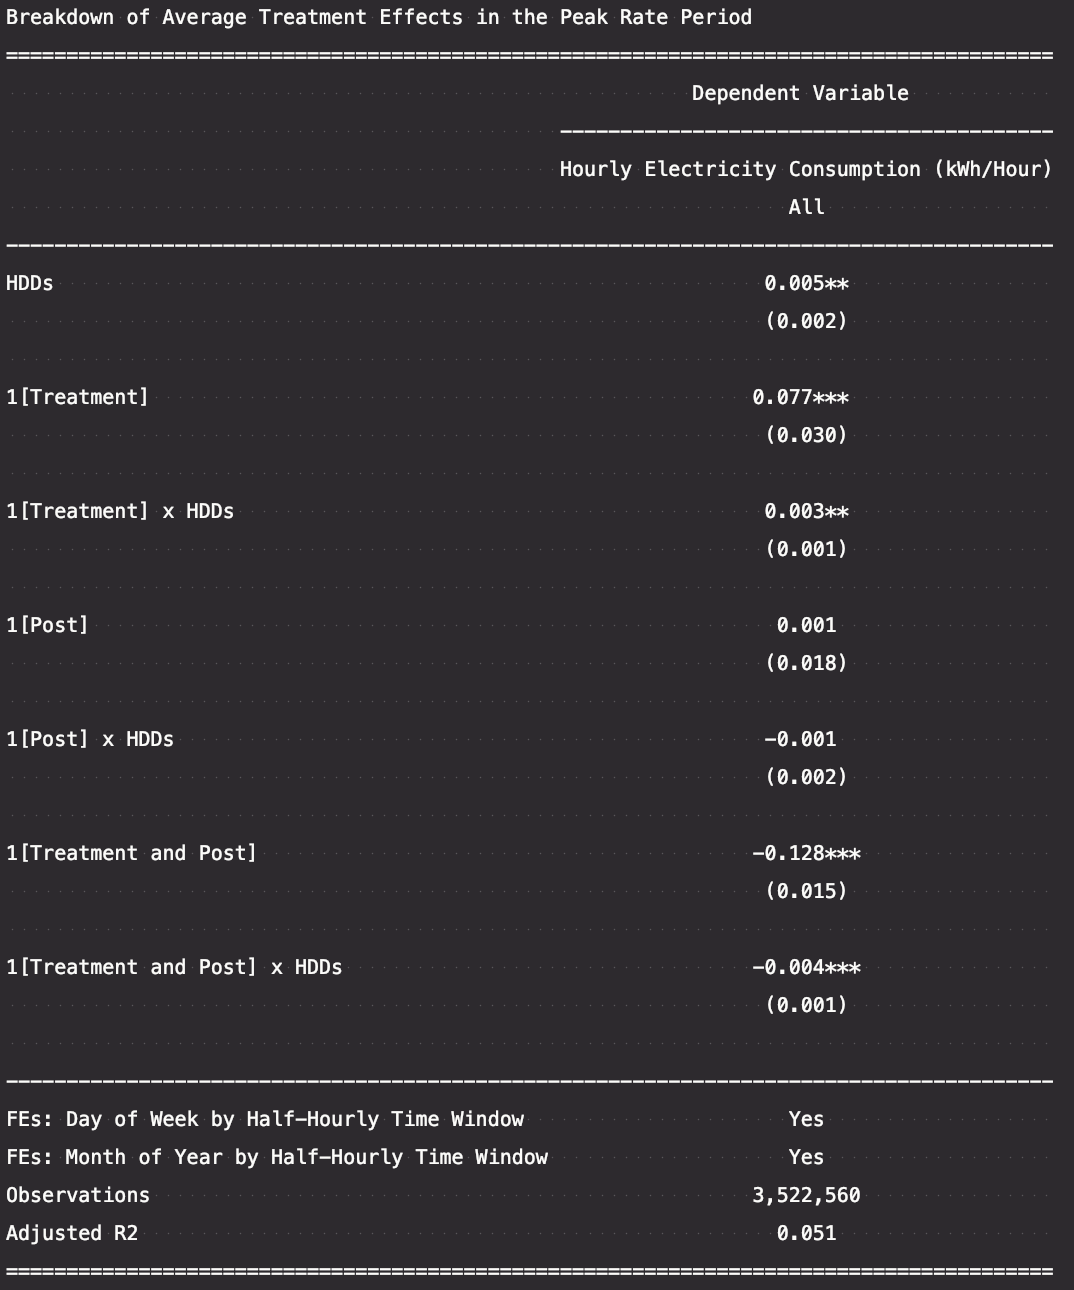 Breakdown of Average Treatment Effects in the Peak Rate Period
Dependent Variable
Hourly Electricity Consumption (kWh/Hour)
All
HDDs 0.005**
(0.002)
1[Treatment] 0.077***
(0.030)
1[Treatment] x HDDs 0.003**
(0.001)
1[Post] 0.001
(0.018)
1[Post] x HDDs -0.001
(0.002)
1[Treatment and Post] -0.128***
(0.015)
1[Treatment and Post] x HDDs -0.004***
(0.001)
FEs: Day of Week by Half-Hourly Time Window Yes
FEs: Month of Year by Half-Hourly Time Window Yes
Observations 3,522,560
Adjusted R2 0.051